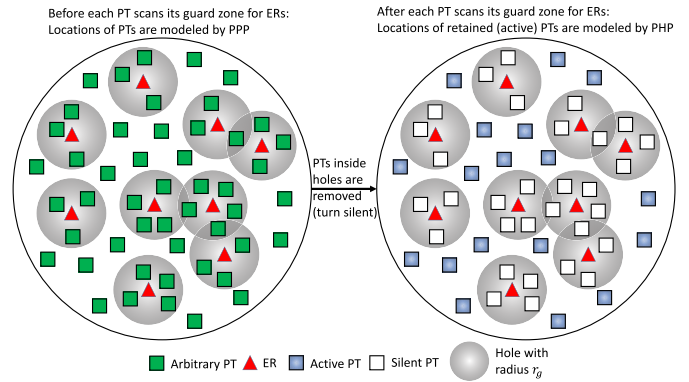 Before each PT scans its guard zone for ERs:
Locations of PTs are modeled by PPP
After each PT scans its guard zone for ERs:
Locations of retained (active) PTs are modeled by PHP
PTs inside
holes are
removed
(turn silent)
Arbitrary PT
ER
Active PT
Silent PT
Hole with
radius r_g